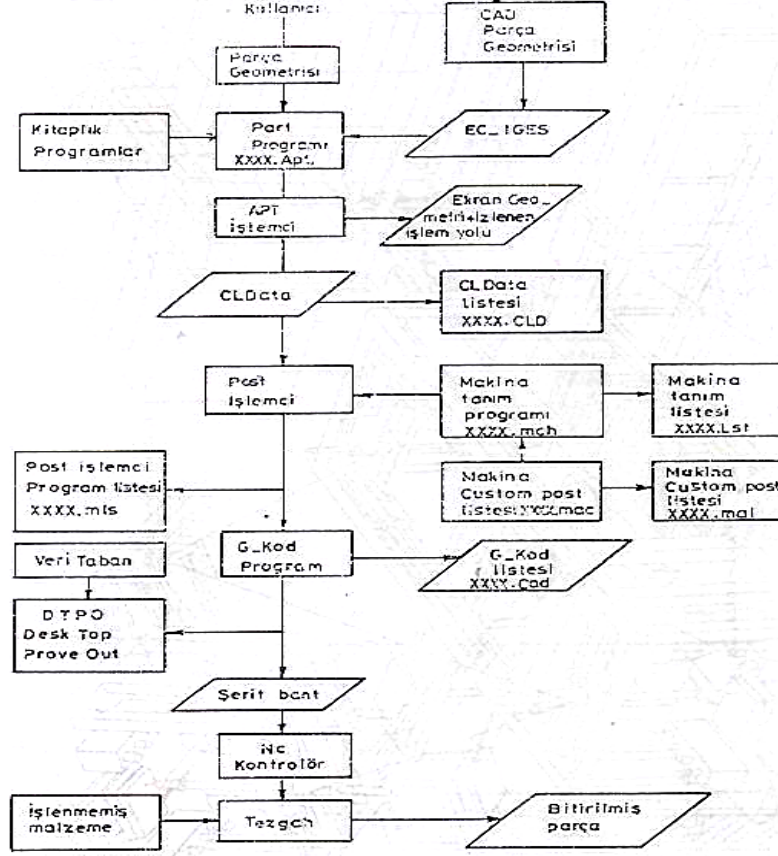 Kullanıcı
CAD
Parça
Geometrisi
Parça
Geometrisi
Kitaplık
Programlar
Part
Programı
XXXX.Apt.
EC_IGES
APT
İşlemci
Ekran Geo_
metri+izlenen
işlem yolu
CLData
CLData
listesi
XXXX.CLD
Post
İşlemci
Makina
tanım
programı
XXXX.mch
Makina
tanım
listesi
XXXX.Lst
Post işlemci
Program listesi
XXXX.mls
Makina
Custom post
listesi XXXX.mac
Makina
Custom post
listesi
XXXX.mal
G_Kod
Program
G_Kod
listesi
XXXX.Cod
Veri Taban
DTPO
Desk Top
Prove Out
Şerit bant
Nc
Kontrolör
İşlenmemiş
malzeme
Tezgah
Bitirilmiş
parça